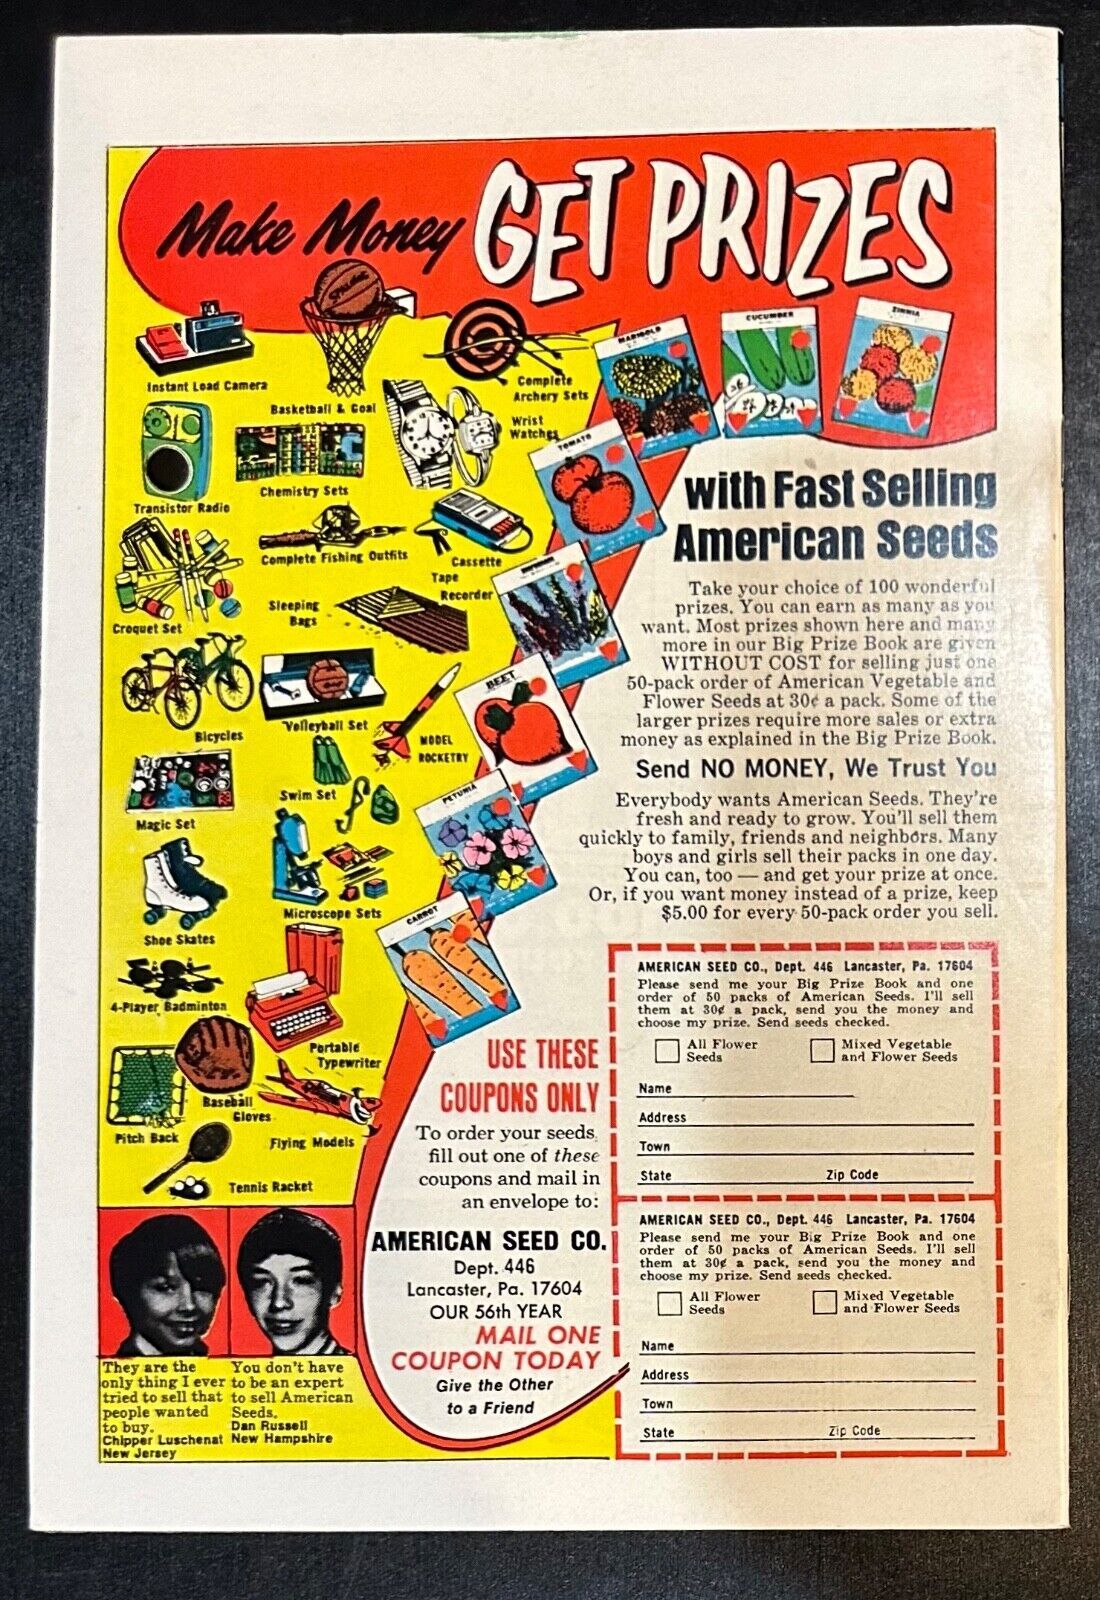 Make Money GET PRIZES
Instant Load Camera
Basketball & Goal
Complete
Archery Sets
Wrist
Watches
Transistor Radio
Chemistry Sets
Complete Fishing Outfits
Cassette
Tape
Recorder
Croquet Set
Sleeping
Bags
Bicycles
Volleyball Set
MODEL
ROCKETRY
Swim Set
Magic Set
Shoe Skates
Microscope Sets
4-Player Badminton
Portable
Typewriter
Baseball
Gloves
Pitch Back
Flying Models
Tennis Racket
MARIGOLD
CUCUMBER
ZINNIA
TOMATO
BEET
PETUNIA
CARROT
with Fast Selling
American Seeds
Take your choice of 100 wonderful
prizes. You can earn as many as you
want. Most prizes shown here and many
more in our Big Prize Book are given
WITHOUT COST for selling just one
50-pack order of American Vegetable and
Flower Seeds at 30¢ a pack. Some of the
larger prizes require more sales or extra
money as explained in the Big Prize Book.
Send NO MONEY, We Trust You
Everybody wants American Seeds. They're
fresh and ready to grow. You'll sell them
quickly to family, friends and neighbors. Many
boys and girls sell their packs in one day.
You can, too — and get your prize at once.
Or, if you want money instead of a prize, keep
$5.00 for every 50-pack order you sell.
USE THESE
COUPONS ONLY
To order your seeds
fill out one of these
coupons and mail in
an envelope to:
AMERICAN SEED CO.
Dept. 446
Lancaster, Pa. 17604
OUR 56th YEAR
MAIL ONE
COUPON TODAY
Give the Other
to a Friend
AMERICAN SEED CO., Dept. 446 Lancaster, Pa. 17604
Please send me your Big Prize Book and one
order of 50 packs of American Seeds. I'll sell
them at 30¢ a pack, send you the money and
choose my prize. Send seeds checked.
All Flower
Seeds
Mixed Vegetable
and Flower Seeds
Name
Address
Town
State Zip Code
AMERICAN SEED CO., Dept. 446 Lancaster, Pa. 17604
Please send me your Big Prize Book and one
order of 50 packs of American Seeds. I'll sell
them at 30¢ a pack, send you the money and
choose my prize. Send seeds checked.
All Flower
Seeds
Mixed Vegetable
and Flower Seeds
Name
Address
Town
State Zip Code
They are the
only thing I ever
tried to sell that
people wanted
to buy.
Chipper Luschenat
New Jersey
You don't have
to be an expert
to sell American
Seeds.
Dan Russell
New Hampshire